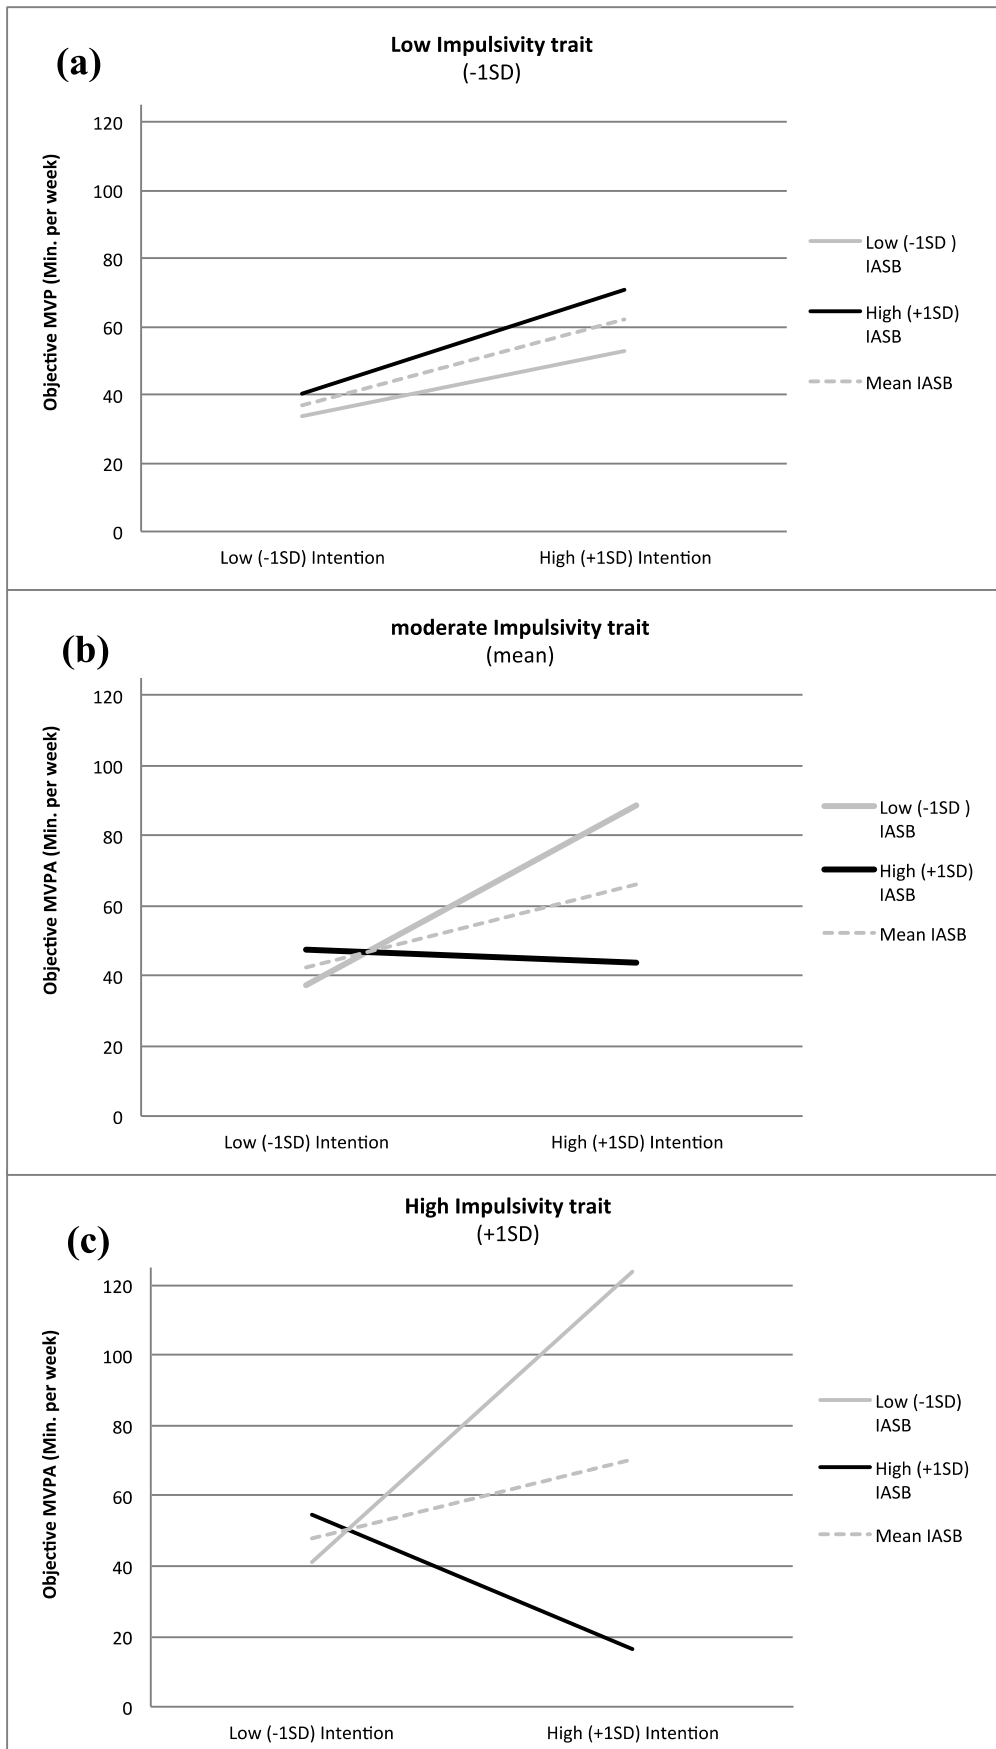 (a)
Low Impulsivity trait
(-1SD)
Objective MVP (Min. per week)
120
100
80
60
40
20
0
Low (-1SD) Intention
High (+1SD) Intention
Low (-1SD )
IASB
High (+1SD)
IASB
Mean IASB
(b)
moderate Impulsivity trait
(mean)
Objective MVPA (Min. per week)
120
100
80
60
40
20
0
Low (-1SD) Intention
High (+1SD) Intention
Low (-1SD )
IASB
High (+1SD)
IASB
Mean IASB
(c)
High Impulsivity trait
(+1SD)
Objective MVPA (Min. per week)
120
100
80
60
40
20
0
Low (-1SD) Intention
High (+1SD) Intention
Low (-1SD)
IASB
High (+1SD)
IASB
Mean IASB